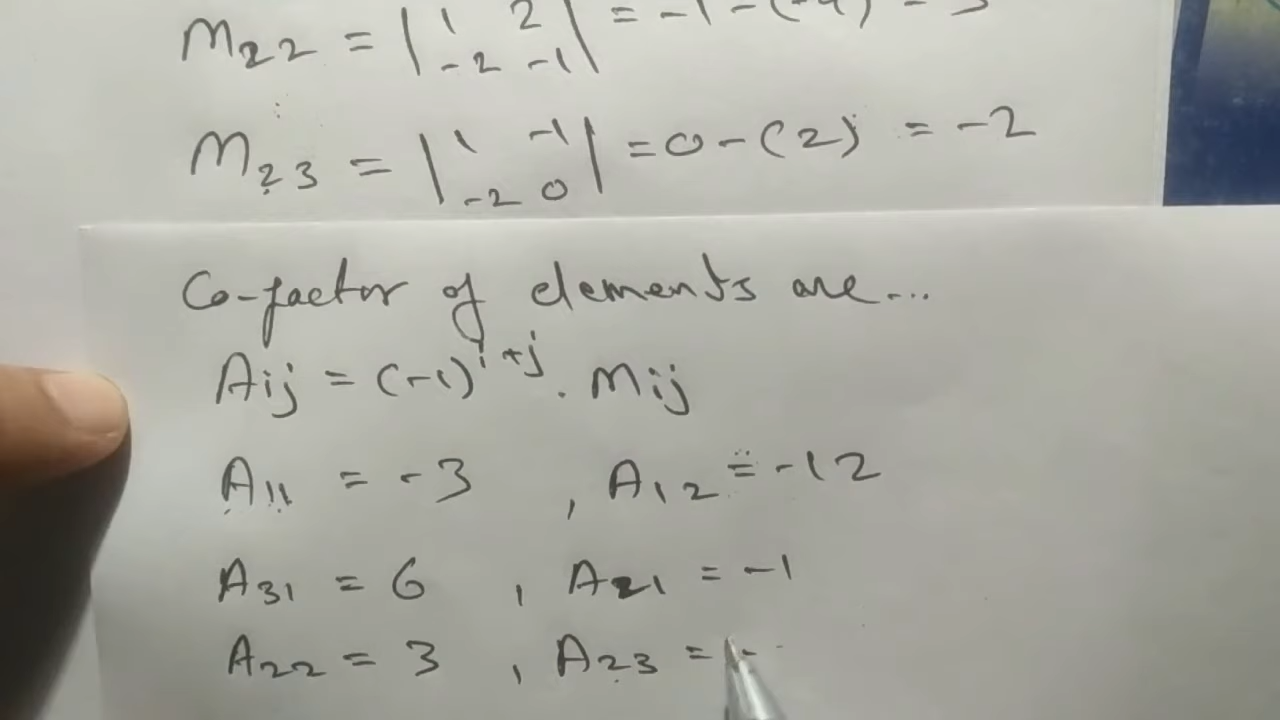 M22 = | 1 2 | = -1 - (-4) = 3
| -2 -1 |
M23 = | 1 -1 | = 0 - (2) = -2
| -2 0 |
Co-factor of elements are...
Aij = (-1)^i+j . Mij
A11 = -3 , A12 = -12
A31 = 6 , A21 = -1
A22 = 3 , A23 =